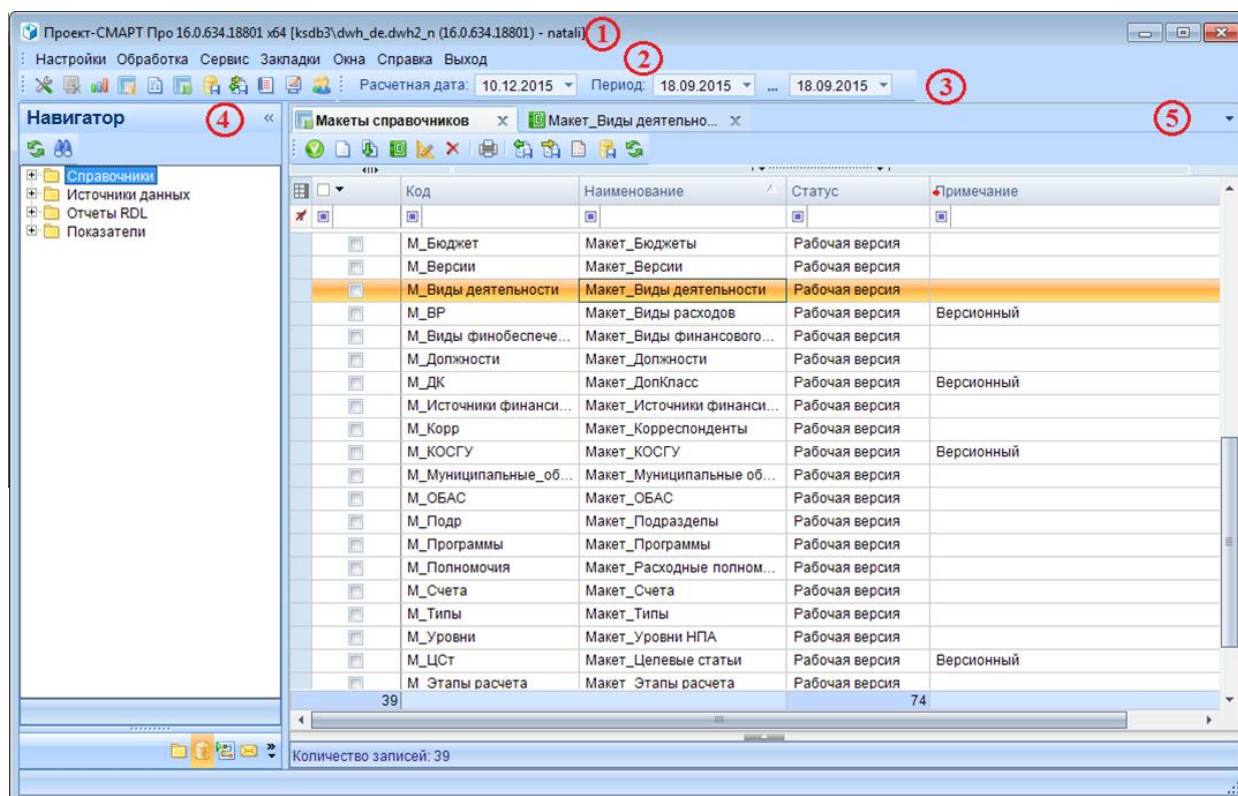 Проект-СМАРТ Про 16.0.634.18801 x64 [ksdb3\dwh_de.dwh2_n (16.0.634.18801) - natali] 1
Настройки Обработка Сервис Закладки Окна Справка Выход 2
Расчетная дата: 10.12.2015 Период: 18.09.2015 ... 18.09.2015 3
Навигатор 4 «
Макеты справочников x Макет_Виды деятельно... x 5
Справочники
Источники данных
Отчеты RDL
Показатели
Код Наименование Статус Примечание
М_Бюджет Макет_Бюджеты Рабочая версия
М_Версии Макет_Версии Рабочая версия
М_Виды деятельности Макет_Виды деятельности Рабочая версия
М_ВР Макет_Виды расходов Рабочая версия Версионный
М_Виды финобеспече... Макет_Виды финансового... Рабочая версия
М_Должности Макет_Должности Рабочая версия
М_ДК Макет_ДопКласс Рабочая версия Версионный
М_Источники финанси... Макет_Источники финанси... Рабочая версия
М_Корр Макет_Корреспонденты Рабочая версия
М_КОСГУ Макет_КОСГУ Рабочая версия Версионный
М_Муниципальные_об... Макет_Муниципальные об... Рабочая версия
М_ОБАС Макет_ОБАС Рабочая версия
М_Подр Макет_Подразделы Рабочая версия
М_Программы Макет_Программы Рабочая версия
М_Полномочия Макет_Расходные полном... Рабочая версия
М_Счета Макет_Счета Рабочая версия
М_Типы Макет_Типы Рабочая версия
М_Уровни Макет_Уровни НПА Рабочая версия
М_ЦСт Макет_Целевые статьи Рабочая версия Версионный
М_Этапы расчета Макет_Этапы расчета Рабочая версия
39 74
Количество записей: 39